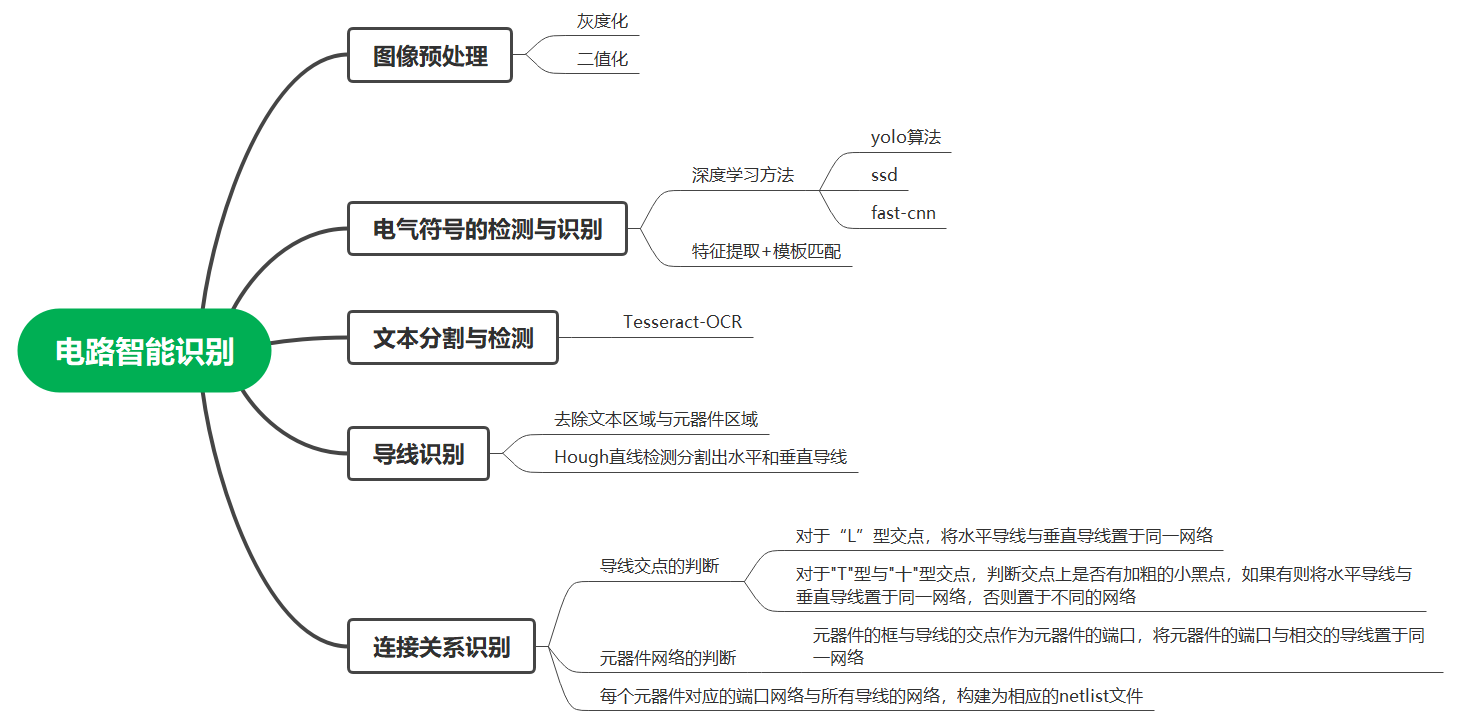 电路智能识别
图像预处理
灰度化
二值化
电气符号的检测与识别
深度学习方法
yolo算法
ssd
fast-cnn
特征提取+模板匹配
文本分割与检测
Tesseract-OCR
导线识别
去除文本区域与元器件区域
Hough直线检测分割出水平和垂直导线
连接关系识别
导线交点的判断
对于“L”型交点，将水平导线与垂直导线置于同一网络
对于"T"型与"十"型交点，判断交点上是否有加粗的小黑点，如果有则将水平导线与
垂直导线置于同一网络，否则置于不同的网络
元器件网络的判断
元器件的框与导线的交点作为元器件的端口，将元器件的端口与相交的导线置于同
一网络
每个元器件对应的端口网络与所有导线的网络，构建为相应的netlist文件